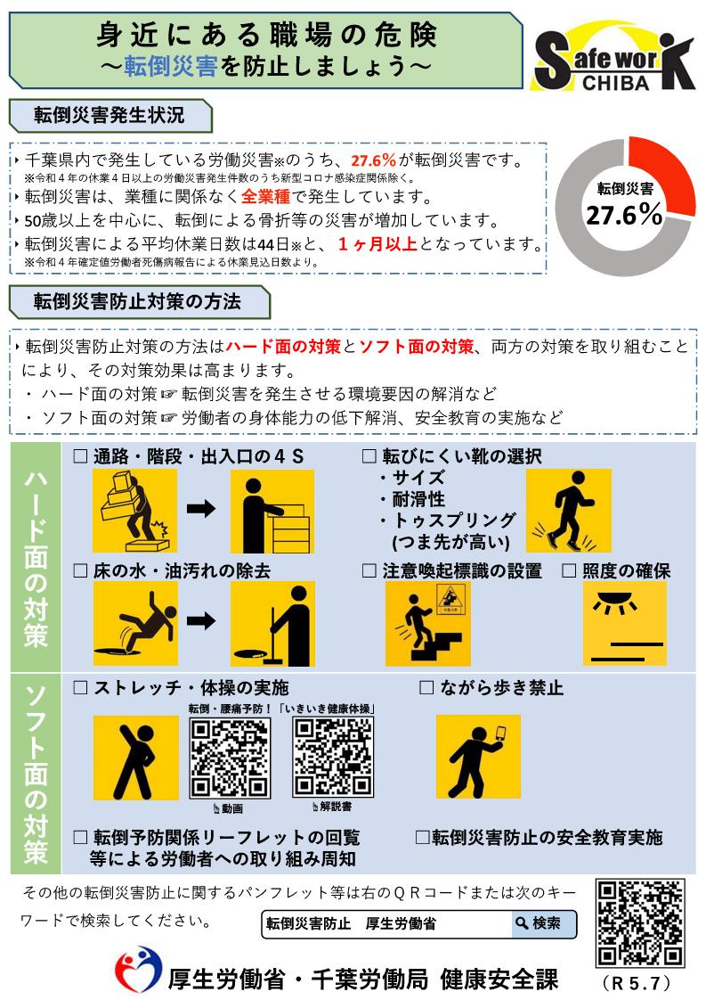 身近にある職場の危険
～転倒災害を防止しましょう～
Safe worK
CHIBA
転倒災害発生状況
千葉県内で発生している労働災害※のうち、27.6％が転倒災害です。
※令和４年の休業４日以上の労働災害発生件数のうち新型コロナ感染症関係除く。
転倒災害は、業種に関係なく全業種で発生しています。
50歳以上を中心に、転倒による骨折等の災害が増加しています。
転倒災害による平均休業日数は44日※と、１ヶ月以上となっています。
※令和４年確定値労働者死傷病報告による休業見込日数より。
転倒災害
27.6％
転倒災害防止対策の方法
転倒災害防止対策の方法はハード面の対策とソフト面の対策、両方の対策を取り組むこと
により、その対策効果は高まります。
・ ハード面の対策 ☞ 転倒災害を発生させる環境要因の解消など
・ ソフト面の対策 ☞ 労働者の身体能力の低下解消、安全教育の実施など
ハード面の対策
□ 通路・階段・出入口の４Ｓ
□ 転びにくい靴の選択
・サイズ
・耐滑性
・トゥスプリング
(つま先が高い)
□ 床の水・油汚れの除去
□ 注意喚起標識の設置
□ 照度の確保
ソフト面の対策
□ ストレッチ・体操の実施
転倒・腰痛予防！「いきいき健康体操」
☝動画
☝解説書
□ ながら歩き禁止
□ 転倒予防関係リーフレットの回覧
等による労働者への取り組み周知
□転倒災害防止の安全教育実施
その他の転倒災害防止に関するパンフレット等は右のＱＲコードまたは次のキー
ワードで検索してください。
転倒災害防止　厚生労働省
検索
厚生労働省・千葉労働局 健康安全課
（Ｒ５.７）